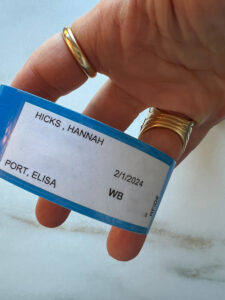 HICKS , HANNAH
2/1/2024
PORT, ELISA
WB